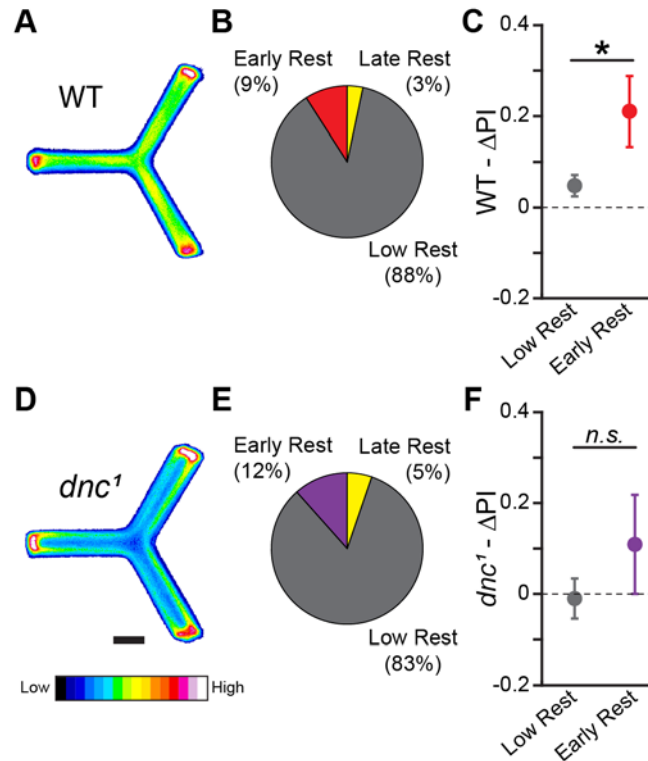 A
WT
B
Early Rest
(9%)
Late Rest
(3%)
Low Rest
(88%)
C
WT - ΔPI
0.4
0.2
0
-0.2
*
Low Rest
Early Rest
D
dnc¹
Low
High
E
Early Rest
(12%)
Late Rest
(5%)
Low Rest
(83%)
F
dnc¹ - ΔPI
0.4
0.2
0
-0.2
n.s.
Low Rest
Early Rest